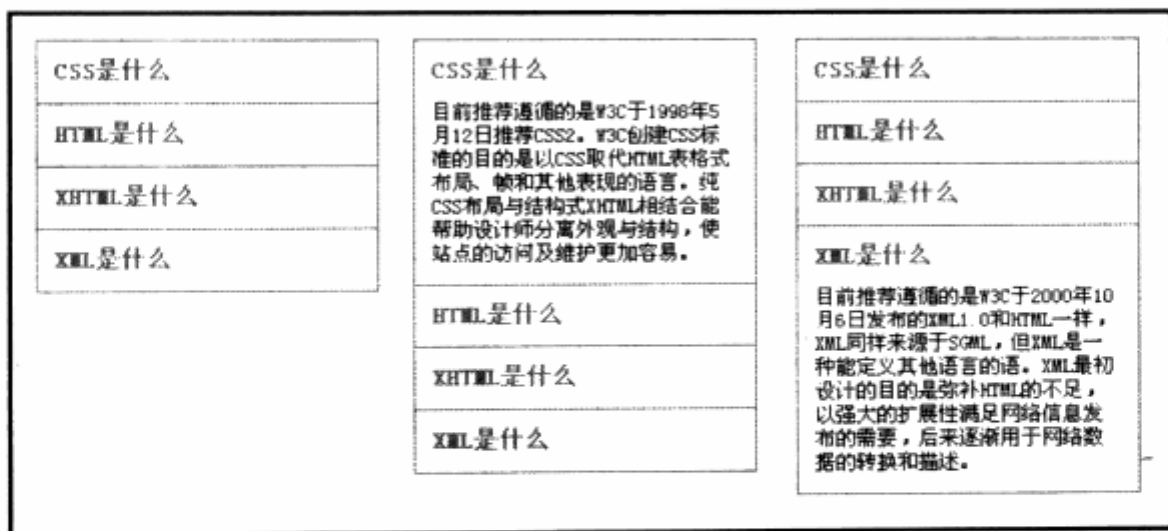 CSS是什么
HTML是什么
XHTML是什么
XML是什么
CSS是什么
目前推荐遵循的是W3C于1998年5
月12日推荐CSS2。W3C创建CSS标
准的目的是以CSS取代HTML表格式
布局、帧和其他表现的语言。纯
CSS布局与结构式XHTML相结合能
帮助设计师分离外观与结构，使
站点的访问及维护更加容易。
HTML是什么
XHTML是什么
XML是什么
CSS是什么
HTML是什么
XHTML是什么
XML是什么
目前推荐遵循的是W3C于2000年10
月6日发布的XML1.0和HTML一样，
XML同样来源于SGML，但XML是一
种能定义其他语言的语。XML最初
设计的目的是弥补HTML的不足，
以强大的扩展性满足网络信息发
布的需要，后来逐渐用于网络数
据的转换和描述。